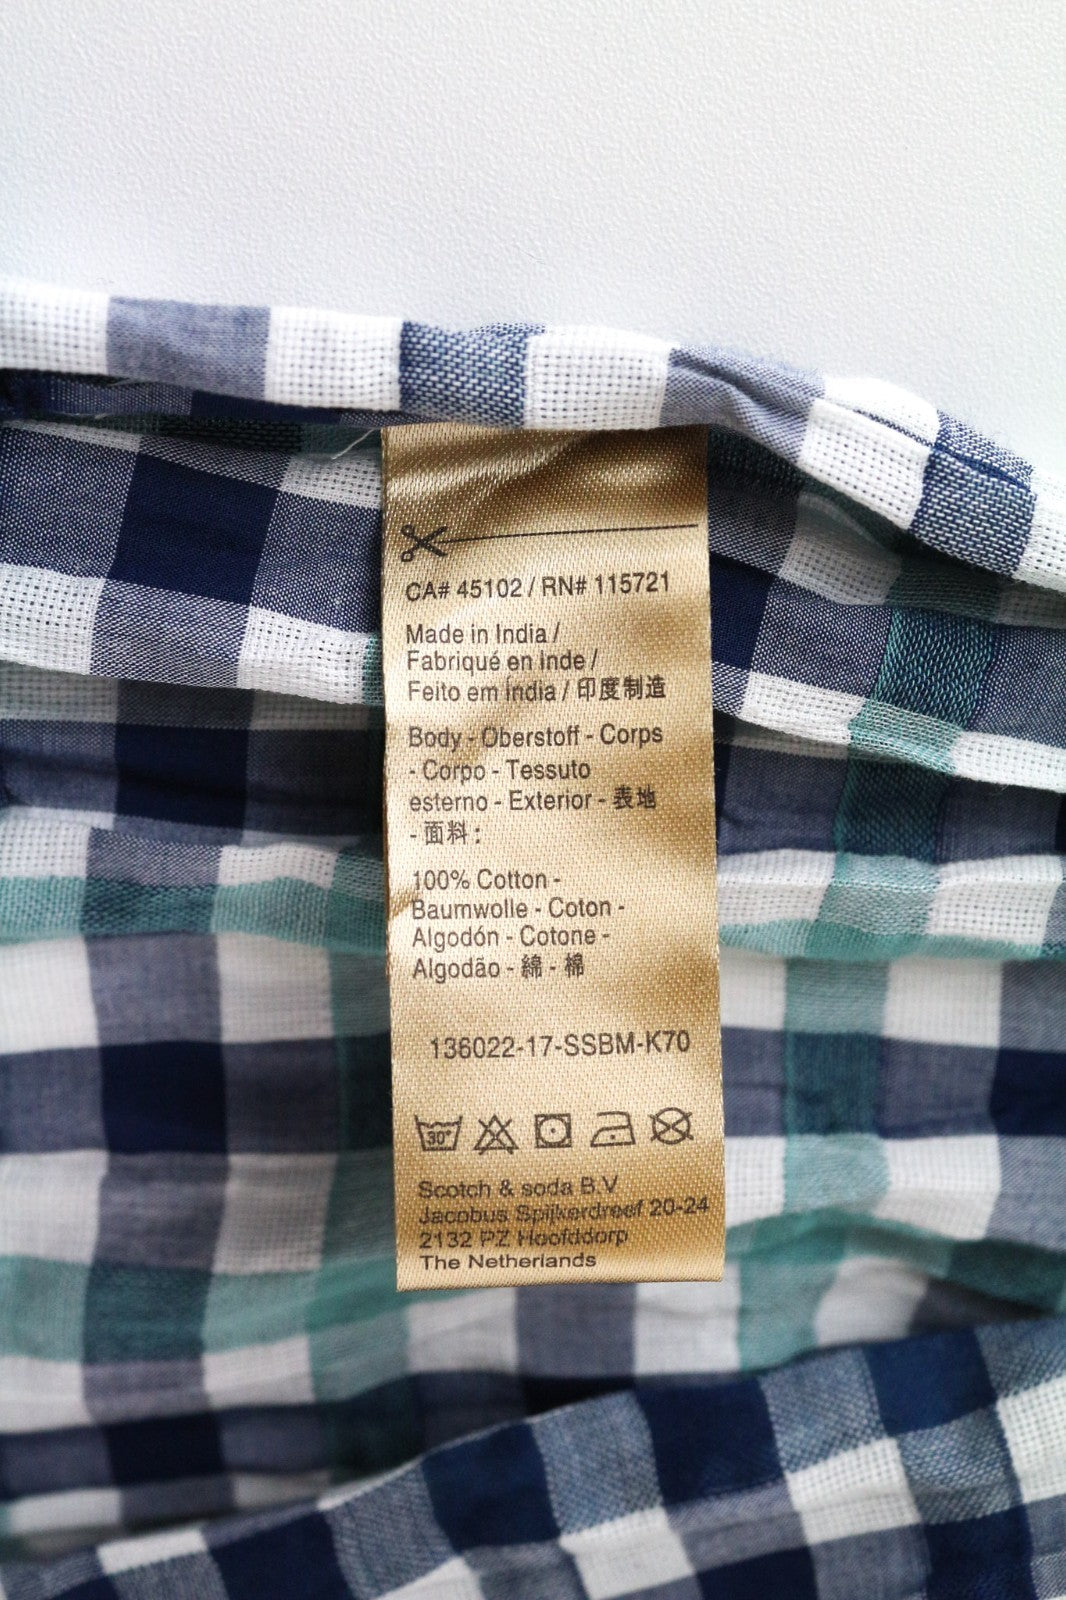 CA# 45102 / RN# 115721
Made in India /
Fabriqué en inde /
Feito em Índia / 印度制造
Body - Oberstoff - Corps
- Corpo - Tessuto
esterno - Exterior - 表地
- 面料 :
100% Cotton -
Baumwolle - Coton -
Algodón - Cotone -
Algodão - 綿 - 棉
136022-17-SSBM-K70
30°
Scotch & soda B.V
Jacobus Spijkerdreef 20-24
2132 PZ Hoofddorp
The Netherlands